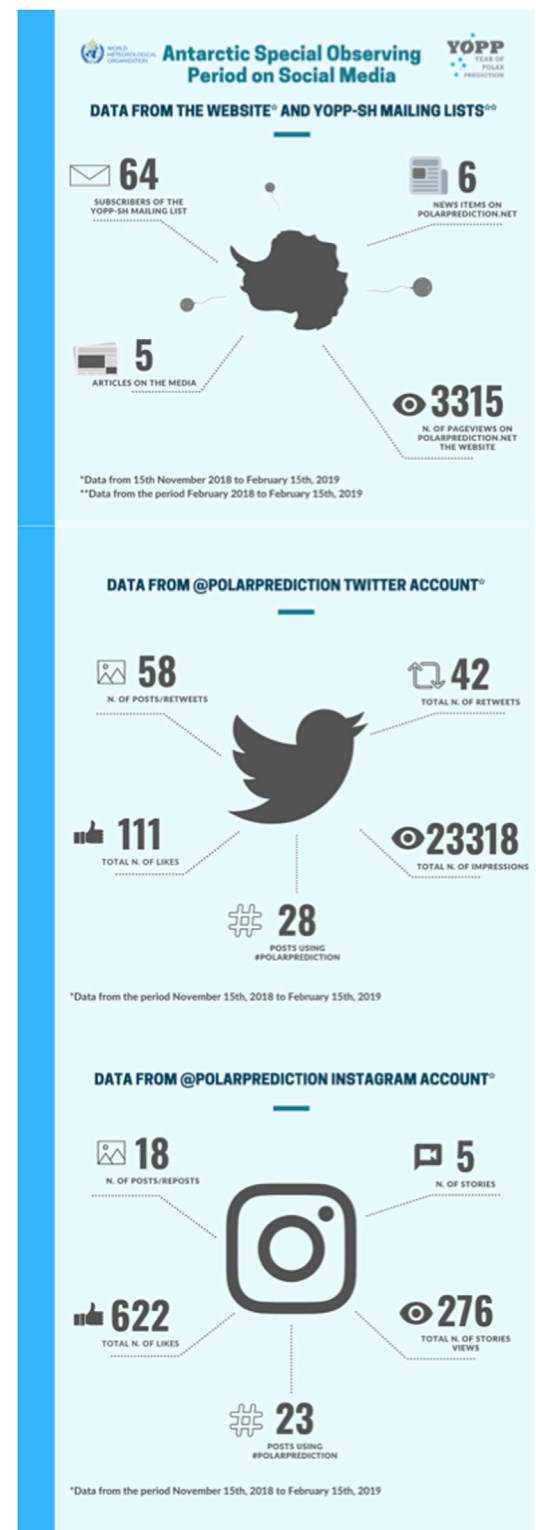 WORLD
METEOROLOGICAL
ORGANIZATION
Antarctic Special Observing
Period on Social Media
YOPP
YEAR OF
POLAR
PREDICTION
DATA FROM THE WEBSITE* AND YOPP-SH MAILING LISTS**
64
SUBSCRIBERS OF THE
YOPP-SH MAILING LIST
6
NEWS ITEMS ON
POLARPREDICTION.NET
5
ARTICLES ON THE MEDIA
3315
N. OF PAGEVIEWS ON
POLARPREDICTION.NET
THE WEBSITE
*Data from 15th November 2018 to February 15th, 2019
**Data from the period February 2018 to February 15th, 2019
DATA FROM @POLARPREDICTION TWITTER ACCOUNT*
58
N. OF POSTS/RETWEETS
42
TOTAL N. OF RETWEETS
111
TOTAL N. OF LIKES
23318
TOTAL N. OF IMPRESSIONS
# 28
POSTS USING
#POLARPREDICTION
*Data from the period November 15th, 2018 to February 15th, 2019
DATA FROM @POLARPREDICTION INSTAGRAM ACCOUNT*
18
N. OF POSTS/REPOSTS
5
N. OF STORIES
622
TOTAL N. OF LIKES
276
TOTAL N. OF STORIES
VIEWS
# 23
POSTS USING
#POLARPREDICTION
*Data from the period November 15th, 2018 to February 15th, 2019